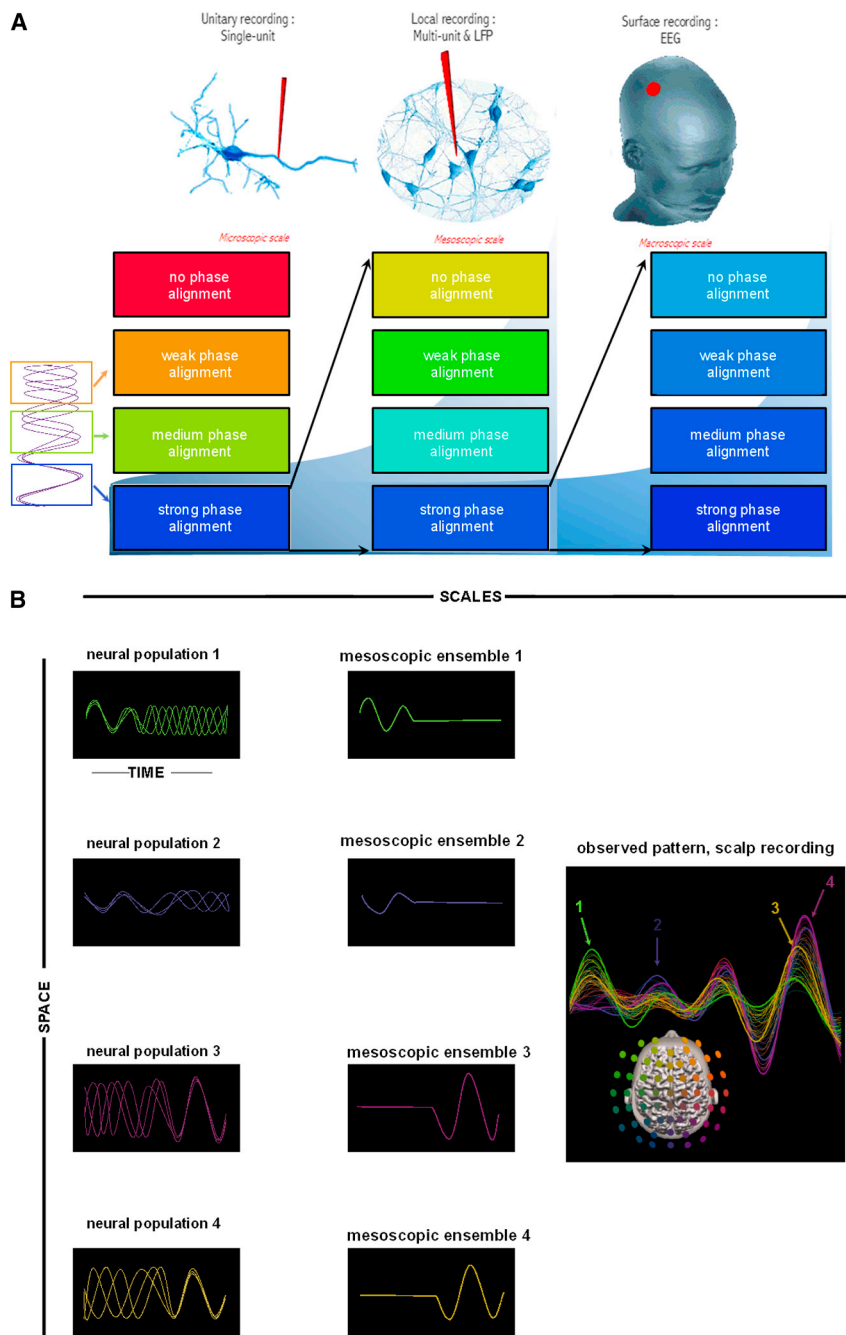 A
Unitary recording :
Single-unit
Local recording :
Multi-unit & LFP
Surface recording :
EEG
Microscopic scale
Mesoscopic scale
Macroscopic scale
no phase
alignment
no phase
alignment
no phase
alignment
weak phase
alignment
weak phase
alignment
weak phase
alignment
medium phase
alignment
medium phase
alignment
medium phase
alignment
strong phase
alignment
strong phase
alignment
strong phase
alignment
B
SCALES
SPACE
neural population 1
mesoscopic ensemble 1
TIME
neural population 2
mesoscopic ensemble 2
observed pattern, scalp recording
1
2
3
4
neural population 3
mesoscopic ensemble 3
neural population 4
mesoscopic ensemble 4